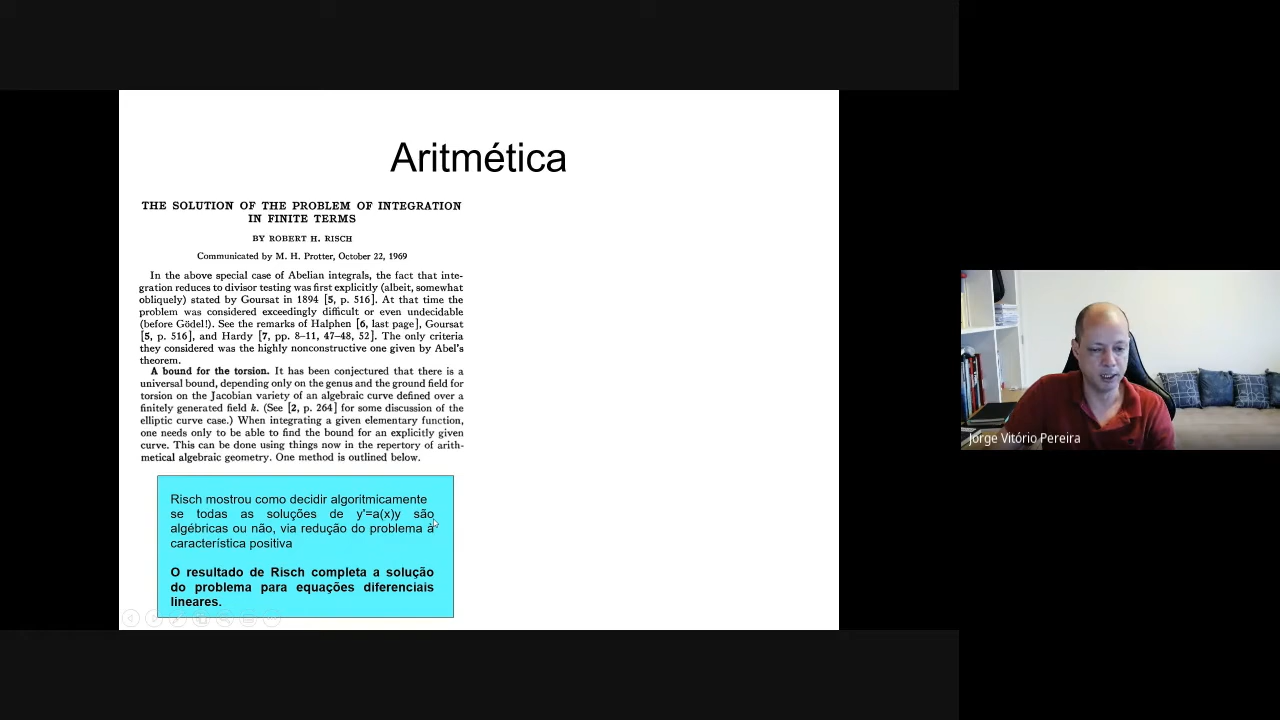 Aritmética
THE SOLUTION OF THE PROBLEM OF INTEGRATION
IN FINITE TERMS
BY ROBERT H. RISCH
Communicated by M. H. Protter, October 22, 1969
In the above special case of Abelian integrals, the fact that inte-
gration reduces to divisor testing was first explicitly (albeit, somewhat
obliquely) stated by Goursat in 1894 [5, p. 516]. At that time the
problem was considered exceedingly difficult or even undecidable
(before Gödel!). See the remarks of Halphen [6, last page], Goursat
[5, p. 516], and Hardy [7, pp. 8–11, 47–48, 52]. The only criteria
they considered was the highly nonconstructive one given by Abel's
theorem.
A bound for the torsion. It has been conjectured that there is a
universal bound, depending only on the genus and the ground field for
torsion on the Jacobian variety of an algebraic curve defined over a
finitely generated field k. (See [2, p. 264] for some discussion of the
elliptic curve case.) When integrating a given elementary function,
one needs only to be able to find the bound for an explicitly given
curve. This can be done using things now in the repertory of arith-
metical algebraic geometry. One method is outlined below.
Risch mostrou como decidir algoritmicamente
se todas as soluções de y'=a(x)y são
algébricas ou não, via redução do problema à
característica positiva
O resultado de Risch completa a solução
do problema para equações diferenciais
lineares.
Jorge Vitório Pereira